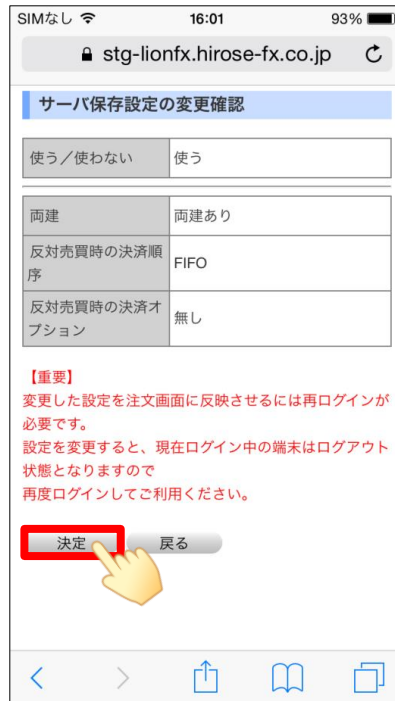 SIMなし 16:01 93%
stg-lionfx.hirose-fx.co.jp
サーバ保存設定の変更確認
使う／使わない 使う
両建 両建あり
反対売買時の決済順
序
FIFO
反対売買時の決済オ
プション
無し
【重要】
変更した設定を注文画面に反映させるには再ログインが
必要です。
設定を変更すると、現在ログイン中の端末はログアウト
状態となりますので
再度ログインしてご利用ください。
決定 戻る